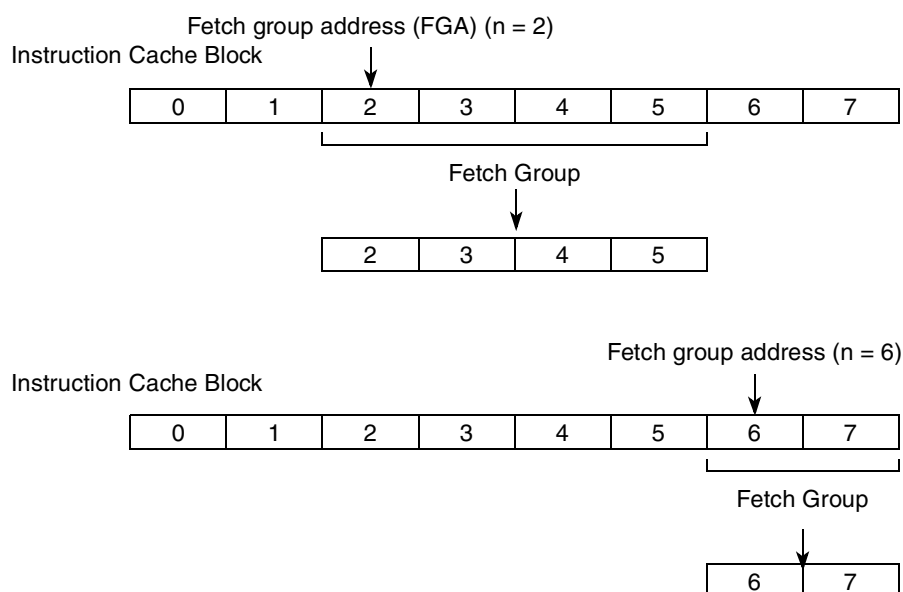 Fetch group address (FGA) (n = 2)
Instruction Cache Block
0 1 2 3 4 5 6 7
Fetch Group
2 3 4 5
Fetch group address (n = 6)
Instruction Cache Block
0 1 2 3 4 5 6 7
Fetch Group
6 7